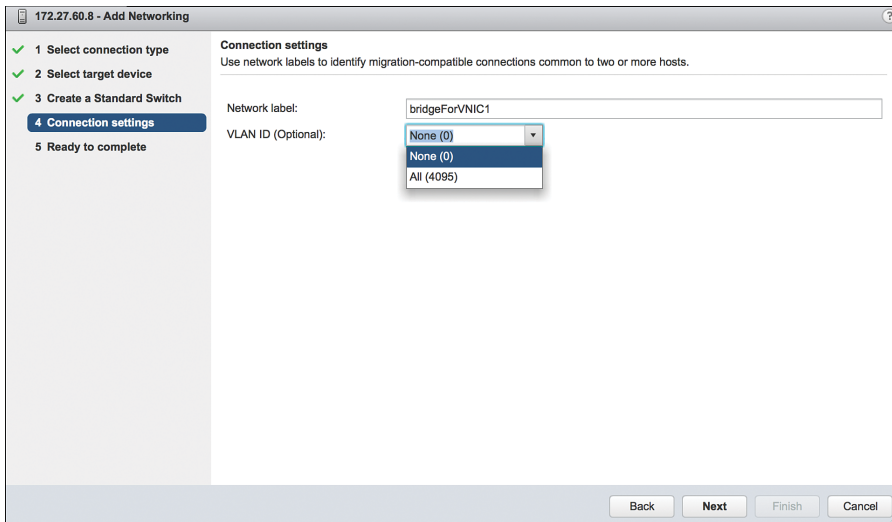 172.27.60.8 - Add Networking
?
1 Select connection type
2 Select target device
3 Create a Standard Switch
4 Connection settings
5 Ready to complete
Connection settings
Use network labels to identify migration-compatible connections common to two or more hosts.
Network label: bridgeForVNIC1
VLAN ID (Optional): None (0)
None (0)
All (4095)
Back Next Finish Cancel